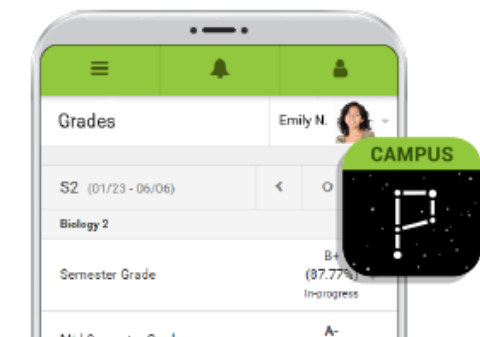 Grades
Emily N.
CAMPUS
S2 (01/23 - 06/06)
Biology 2
B+
Semester Grade
(87.77%)
In-progress
A-